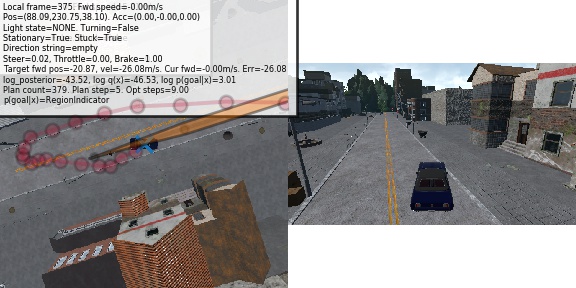 Local frame=375: Fwd speed=-0.00m/s
Pos=(88.09,230.75,38.10). Acc=(0.00,-0.00,0.00)
Light state=NONE. Turning=False
Stationary=True. Stuck=True
Direction string=empty
Steer=0.02, Throttle=0.00, Brake=1.00
Target fwd pos=-20.87, vel=-26.08m/s. Cur fwd=-0.00m/s. Err=-26.08
log_posterior=-43.52, log q(x)=-46.53, log p(goal|x)=3.01
Plan count=379. Plan step=5. Opt steps=9.00
p(goal|x)=RegionIndicator